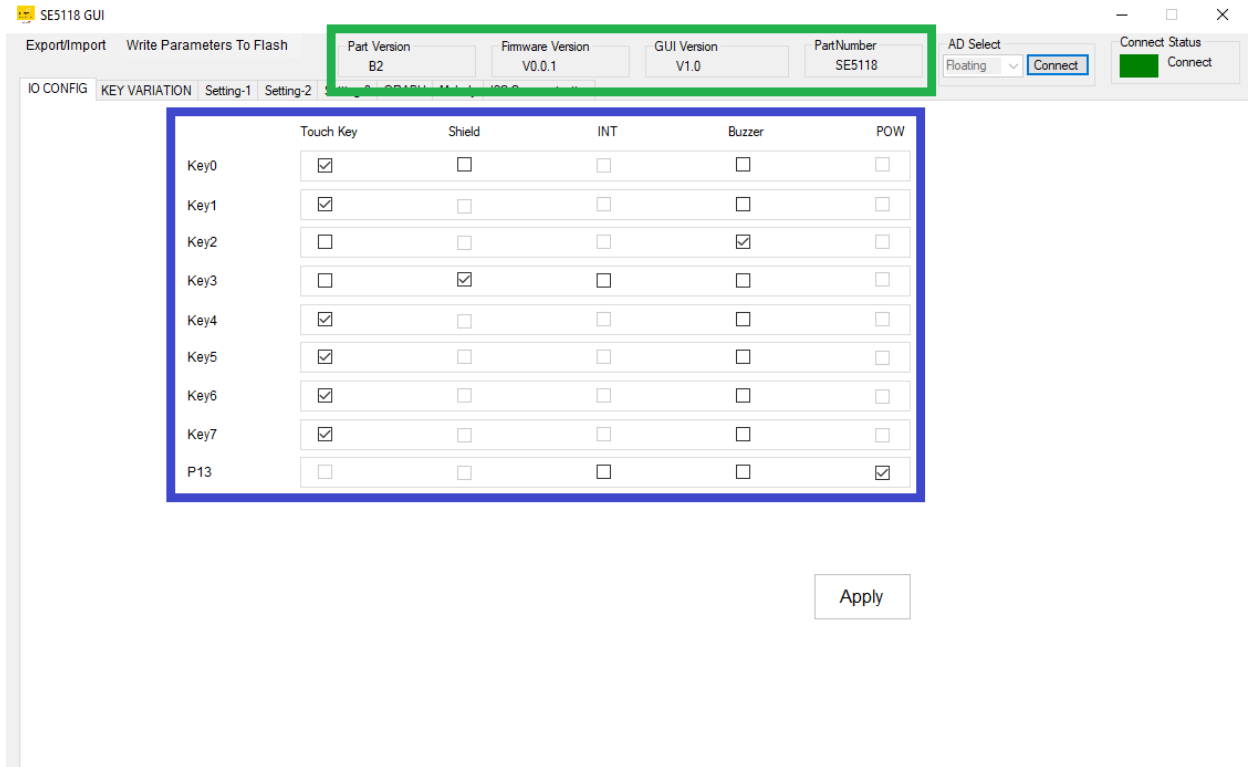 SE5118 GUI
Export/Import Write Parameters To Flash
Part Version Firmware Version GUI Version PartNumber AD Select Connect Status
B2 V0.0.1 V1.0 SE5118 Floating Connect Connect
IO CONFIG KEY VARIATION Setting-1 Setting-2
Touch Key Shield INT Buzzer POW
Key0
Key1
Key2
Key3
Key4
Key5
Key6
Key7
P13
Apply